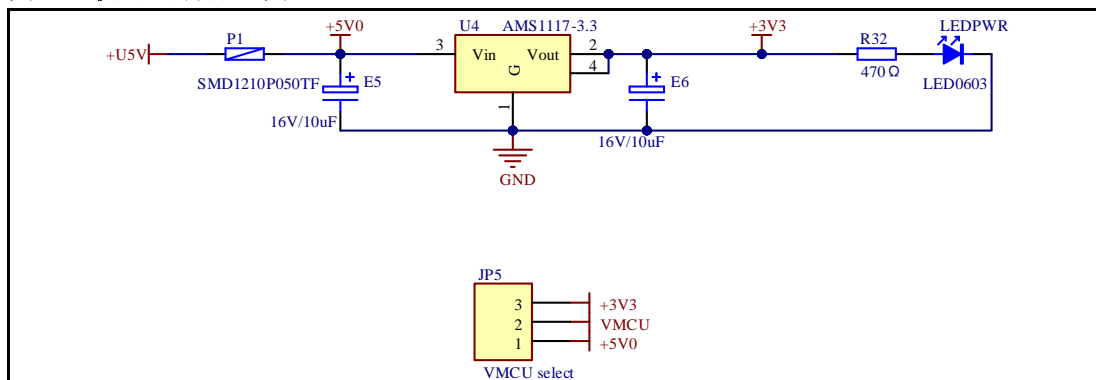 +5V0
U4 AMS1117-3.3
+3V3
LEDPWR
+U5V
P1
3
Vin
Vout
2
4
R32
SMD1210P050TF
+
E5
G
+
E6
470Ω
LED0603
16V/10uF
1
16V/10uF
GND
JP5
3 +3V3
2 VMCU
1 +5V0
VMCU select